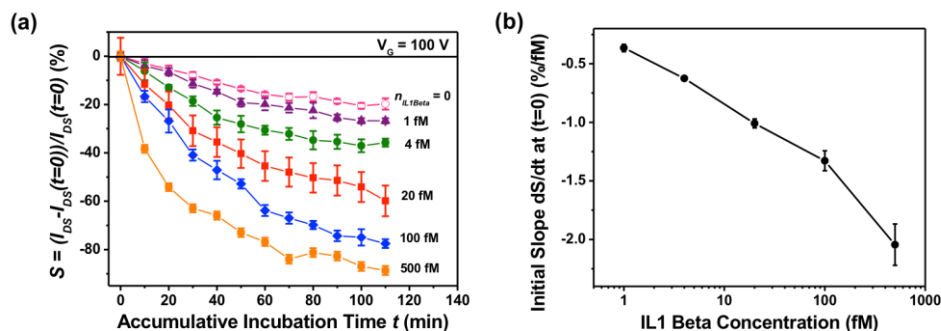 (a)
V_G = 100 V
S = (I_DS-I_DS(t=0))/I_DS(t=0)) (%)
0
-20
-40
-60
-80
n_IL1Beta = 0
1 fM
4 fM
20 fM
100 fM
500 fM
0 20 40 60 80 100 120 140
Accumulative Incubation Time t (min)
(b)
Initial Slope dS/dt at (t=0) (%/fM)
-0.5
-1.0
-1.5
-2.0
1 10 100 1000
IL1 Beta Concentration (fM)